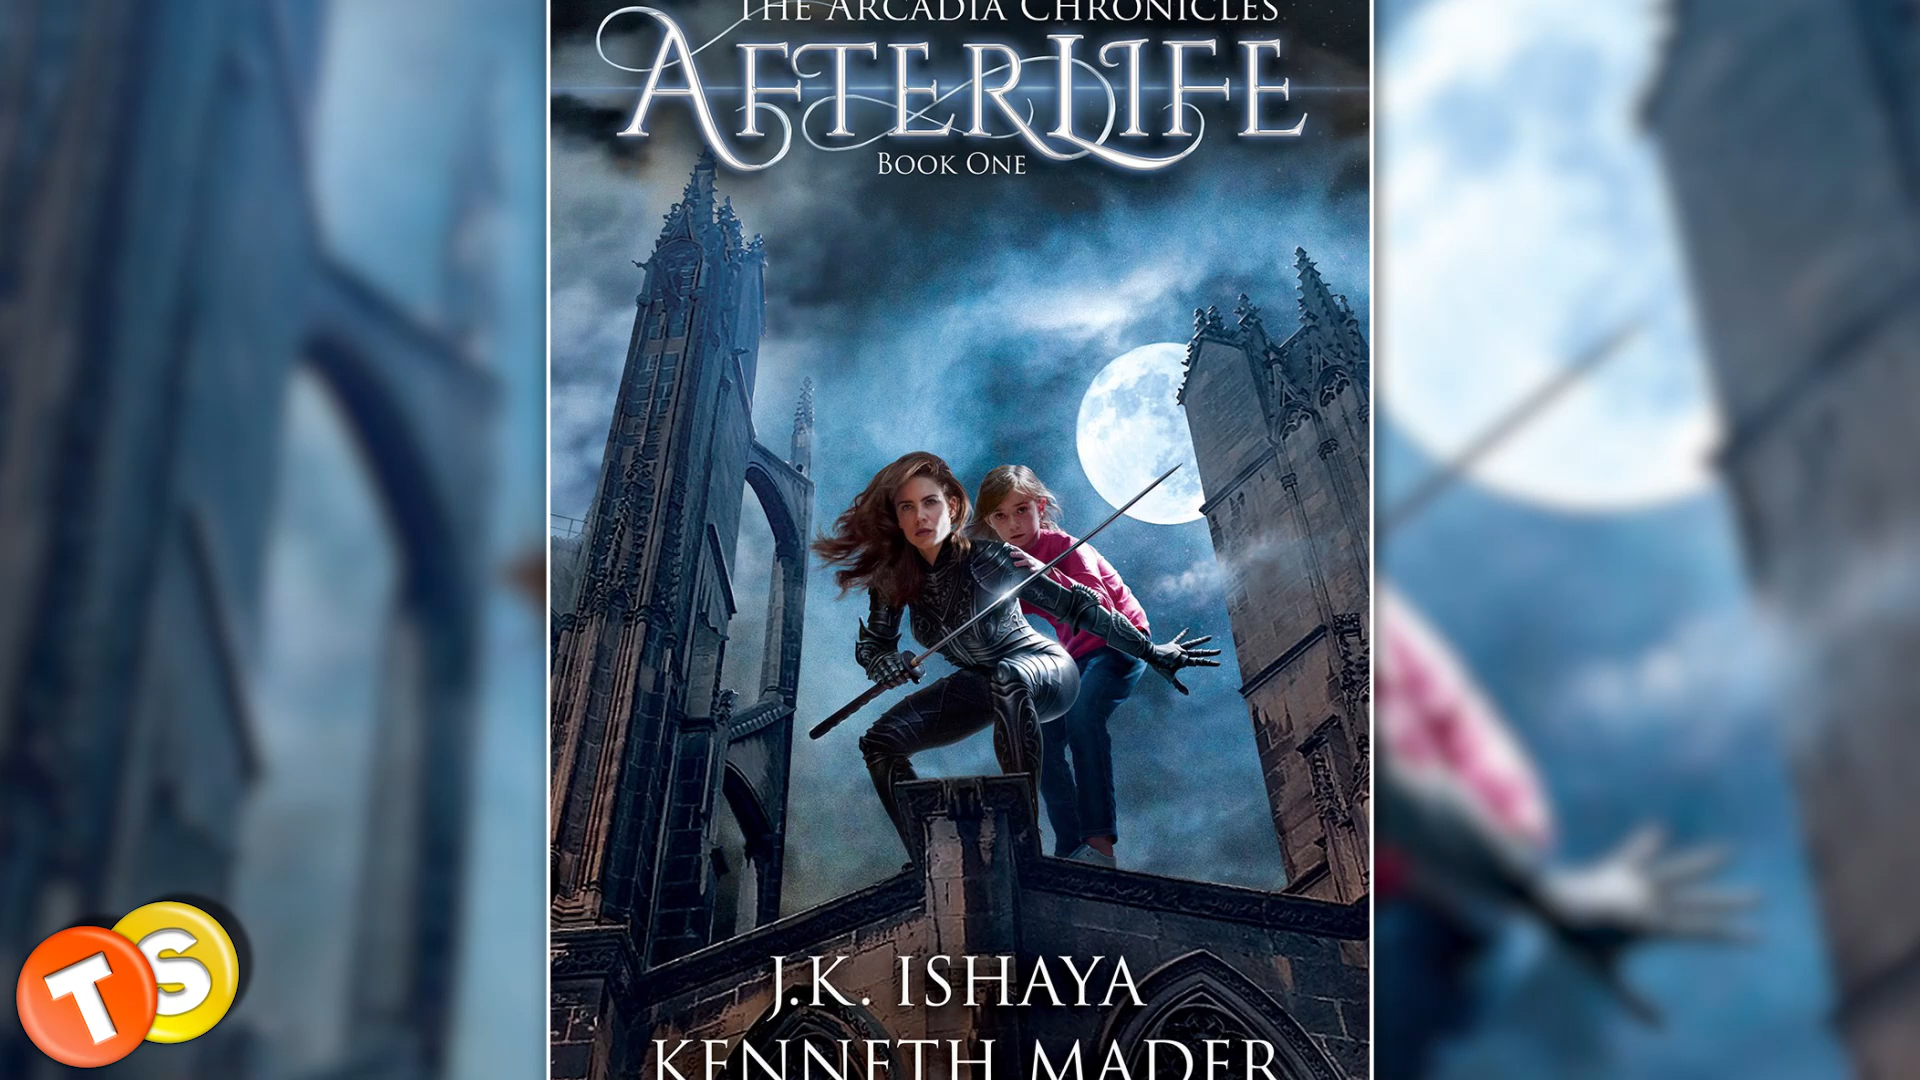 THE ARCADIA CHRONICLES
AFTERLIFE
BOOK ONE
J.K. ISHAYA
KENNETH MADER
TS